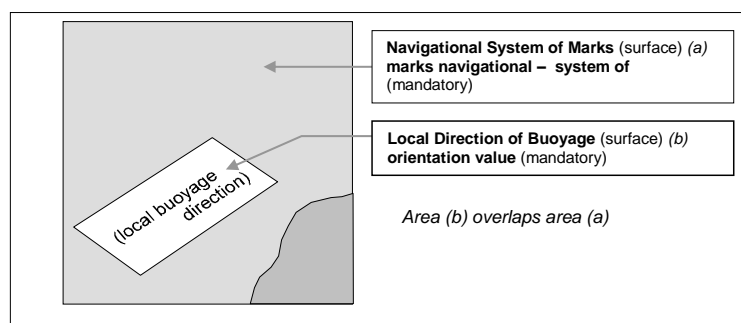 Navigational System of Marks (surface) (a)
marks navigational – system of
(mandatory)
Local Direction of Buoyage (surface) (b)
orientation value (mandatory)
(local buoyage
direction)
Area (b) overlaps area (a)